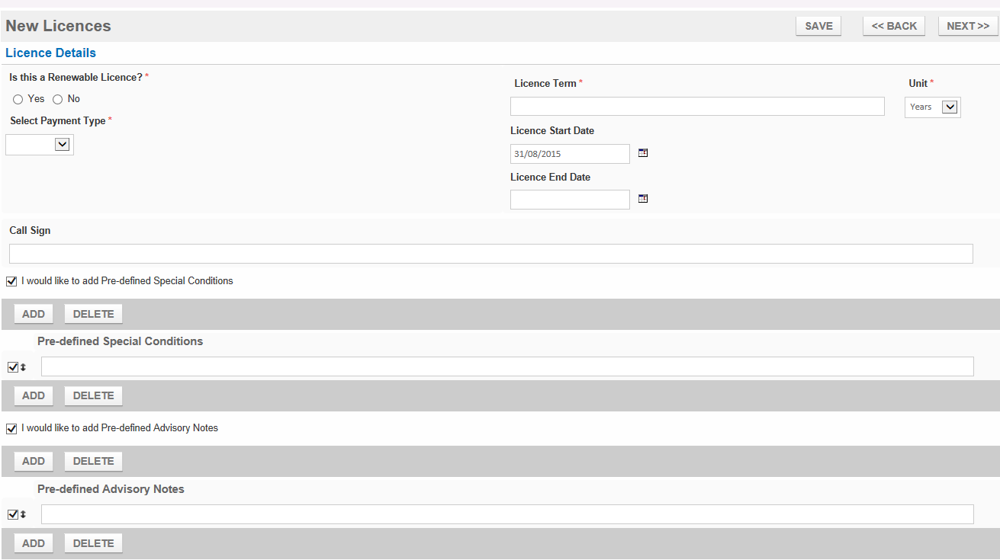 New Licences
SAVE
<< BACK
NEXT >>
Licence Details
Is this a Renewable Licence? *
Yes No
Select Payment Type *
Licence Term *
Unit *
Years
Licence Start Date
31/08/2015
Licence End Date
Call Sign
I would like to add Pre-defined Special Conditions
ADD DELETE
Pre-defined Special Conditions
ADD DELETE
I would like to add Pre-defined Advisory Notes
ADD DELETE
Pre-defined Advisory Notes
ADD DELETE